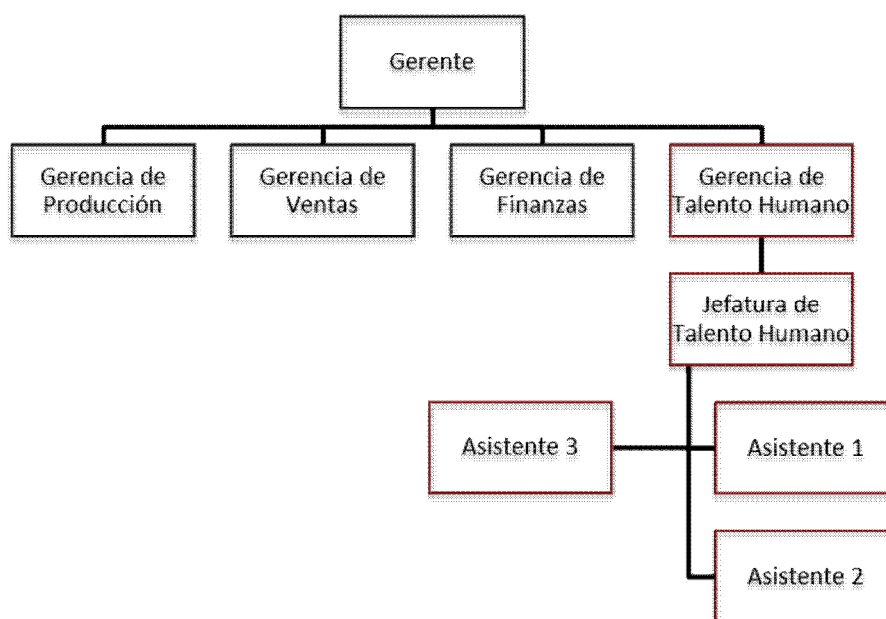 Gerente
Gerencia de
Producción
Gerencia de
Ventas
Gerencia de
Finanzas
Gerencia de
Talento Humano
Jefatura de
Talento Humano
Asistente 3
Asistente 1
Asistente 2